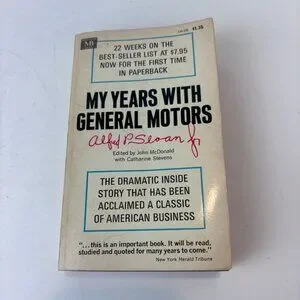 MB
$1.25
22 WEEKS ON THE
BEST-SELLER LIST AT $7.95
NOW FOR THE FIRST TIME
IN PAPERBACK
MY YEARS WITH
GENERAL MOTORS
Alfred P. Sloan Jr
Edited by John McDonald
with Catharine Stevens
THE DRAMATIC INSIDE
STORY THAT HAS BEEN
ACCLAIMED A CLASSIC
OF AMERICAN BUSINESS
"... this is an important book. It will be read,
studied and quoted for many years to come."
New York Herald Tribune